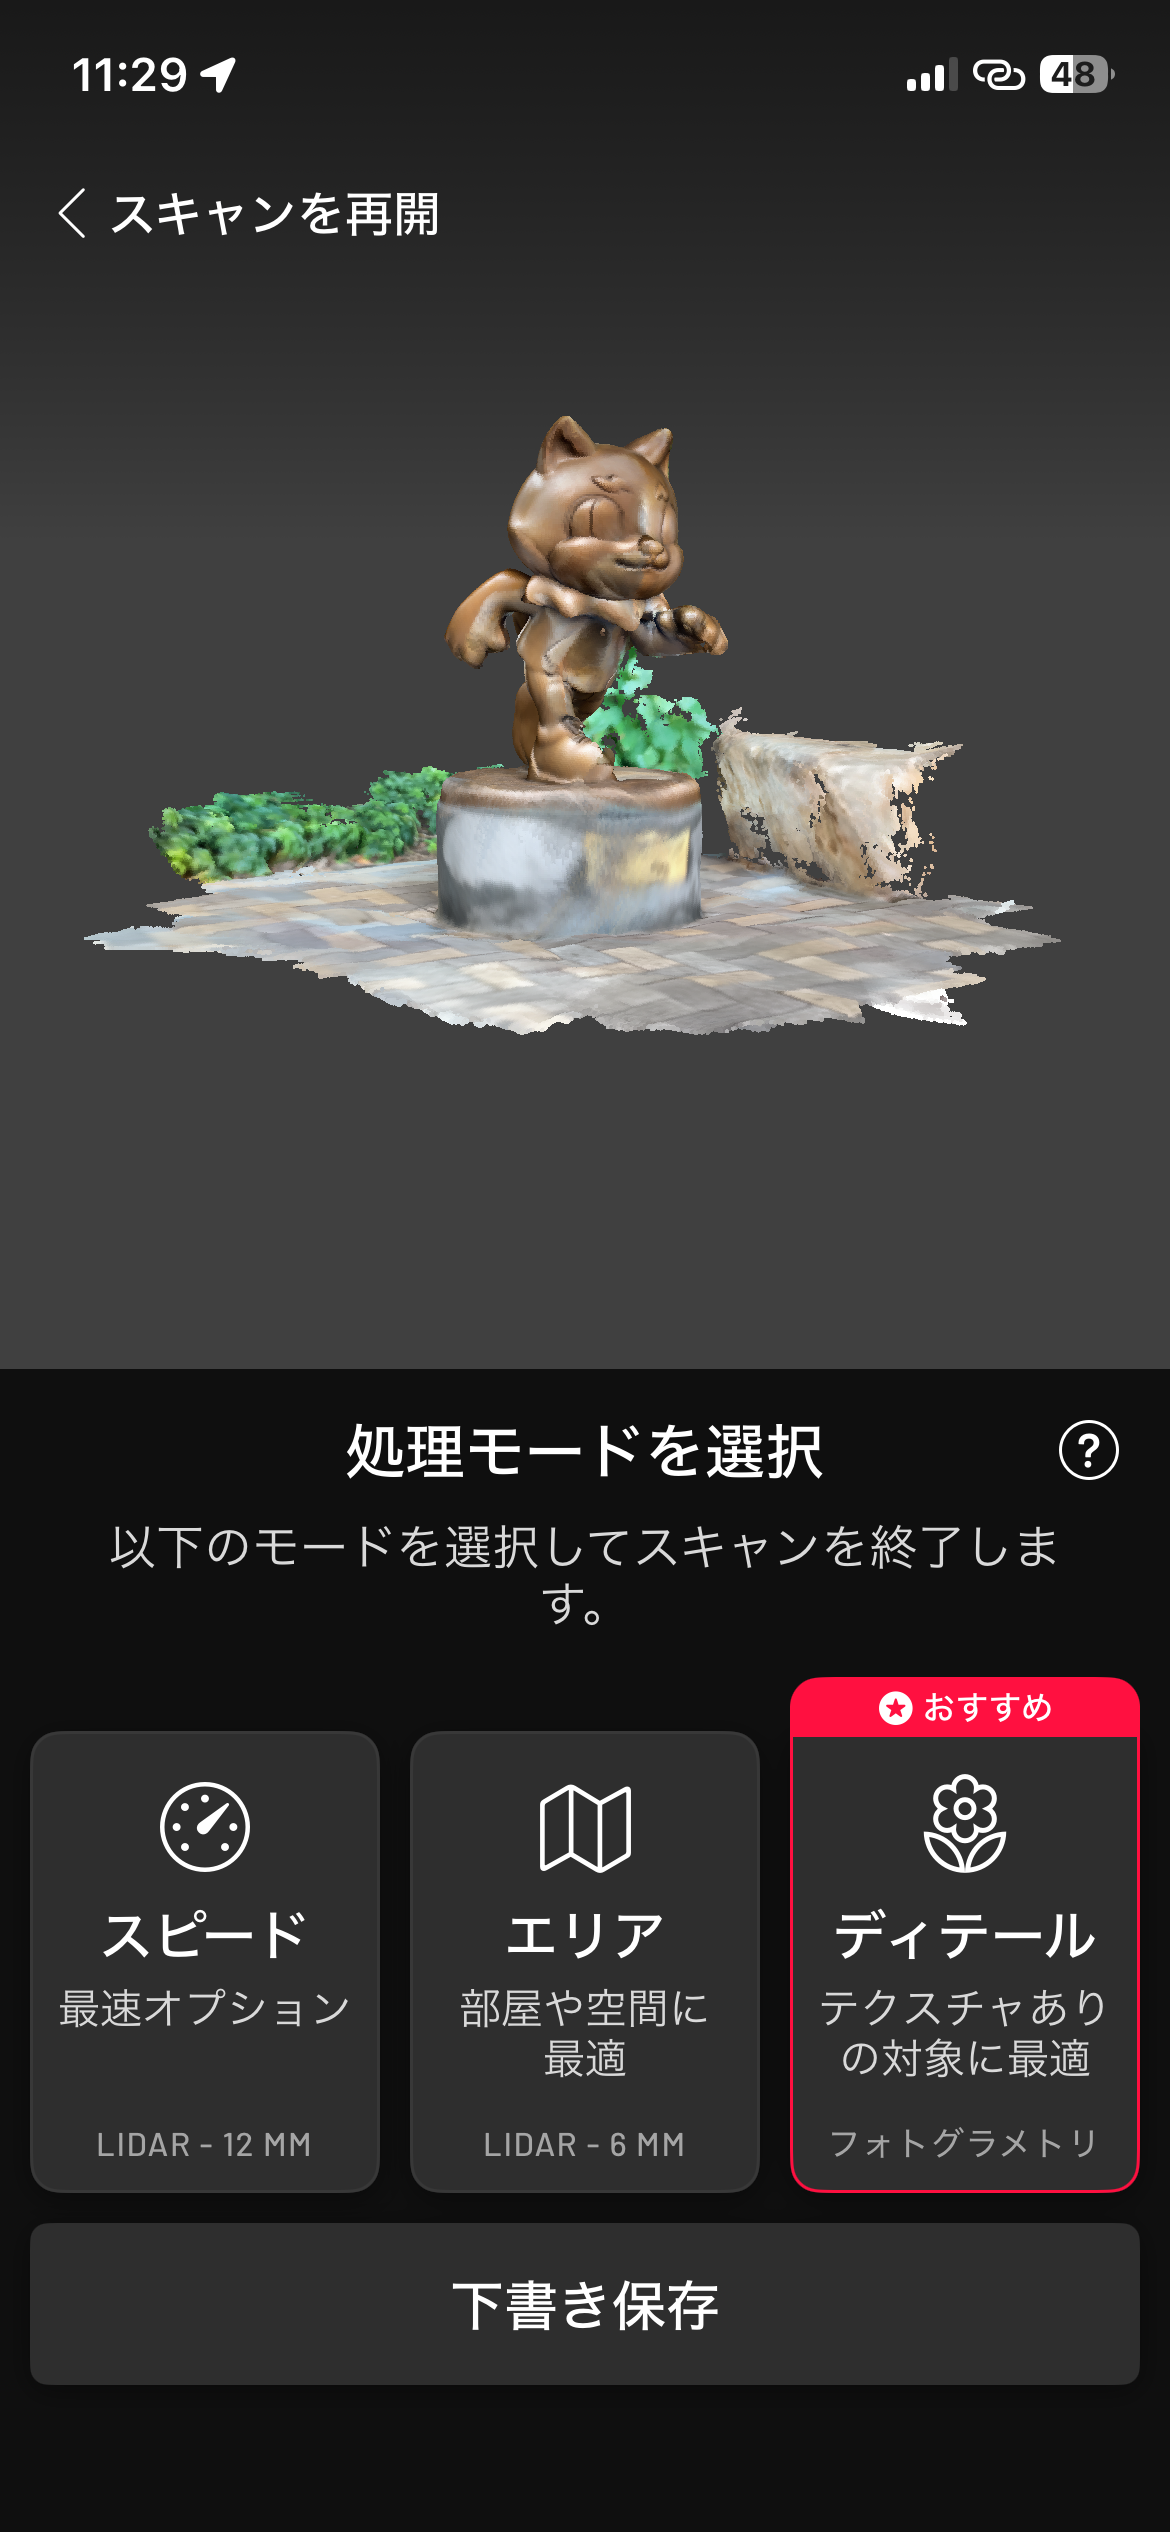 11:29
48
スキャンを再開
処理モードを選択
?
以下のモードを選択してスキャンを終了しま
す。
おすすめ
スピード
最速オプション
LIDAR - 12 MM
エリア
部屋や空間に
最適
LIDAR - 6 MM
ディテール
テクスチャあり
の対象に最適
フォトグラメトリ
下書き保存